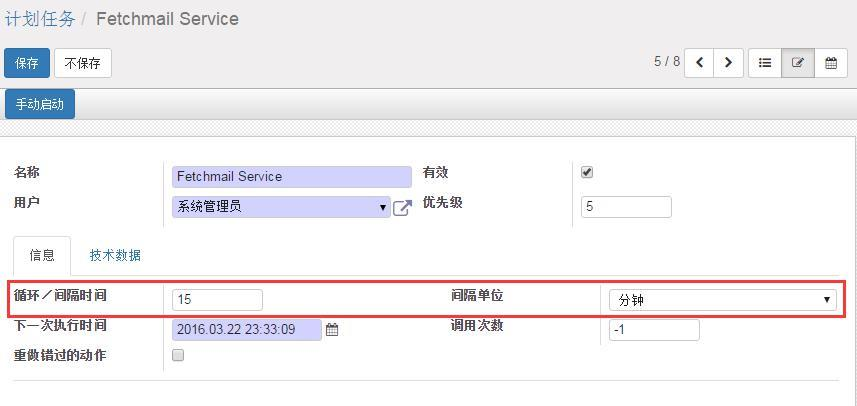 计划任务 / Fetchmail Service
保存 不保存 5 / 8
手动启动
名称 Fetchmail Service 有效
用户 系统管理员 优先级 5
信息 技术数据
循环／间隔时间 15 间隔单位 分钟
下一次执行时间 2016.03.22 23:33:09 调用次数 -1
重做错过的动作